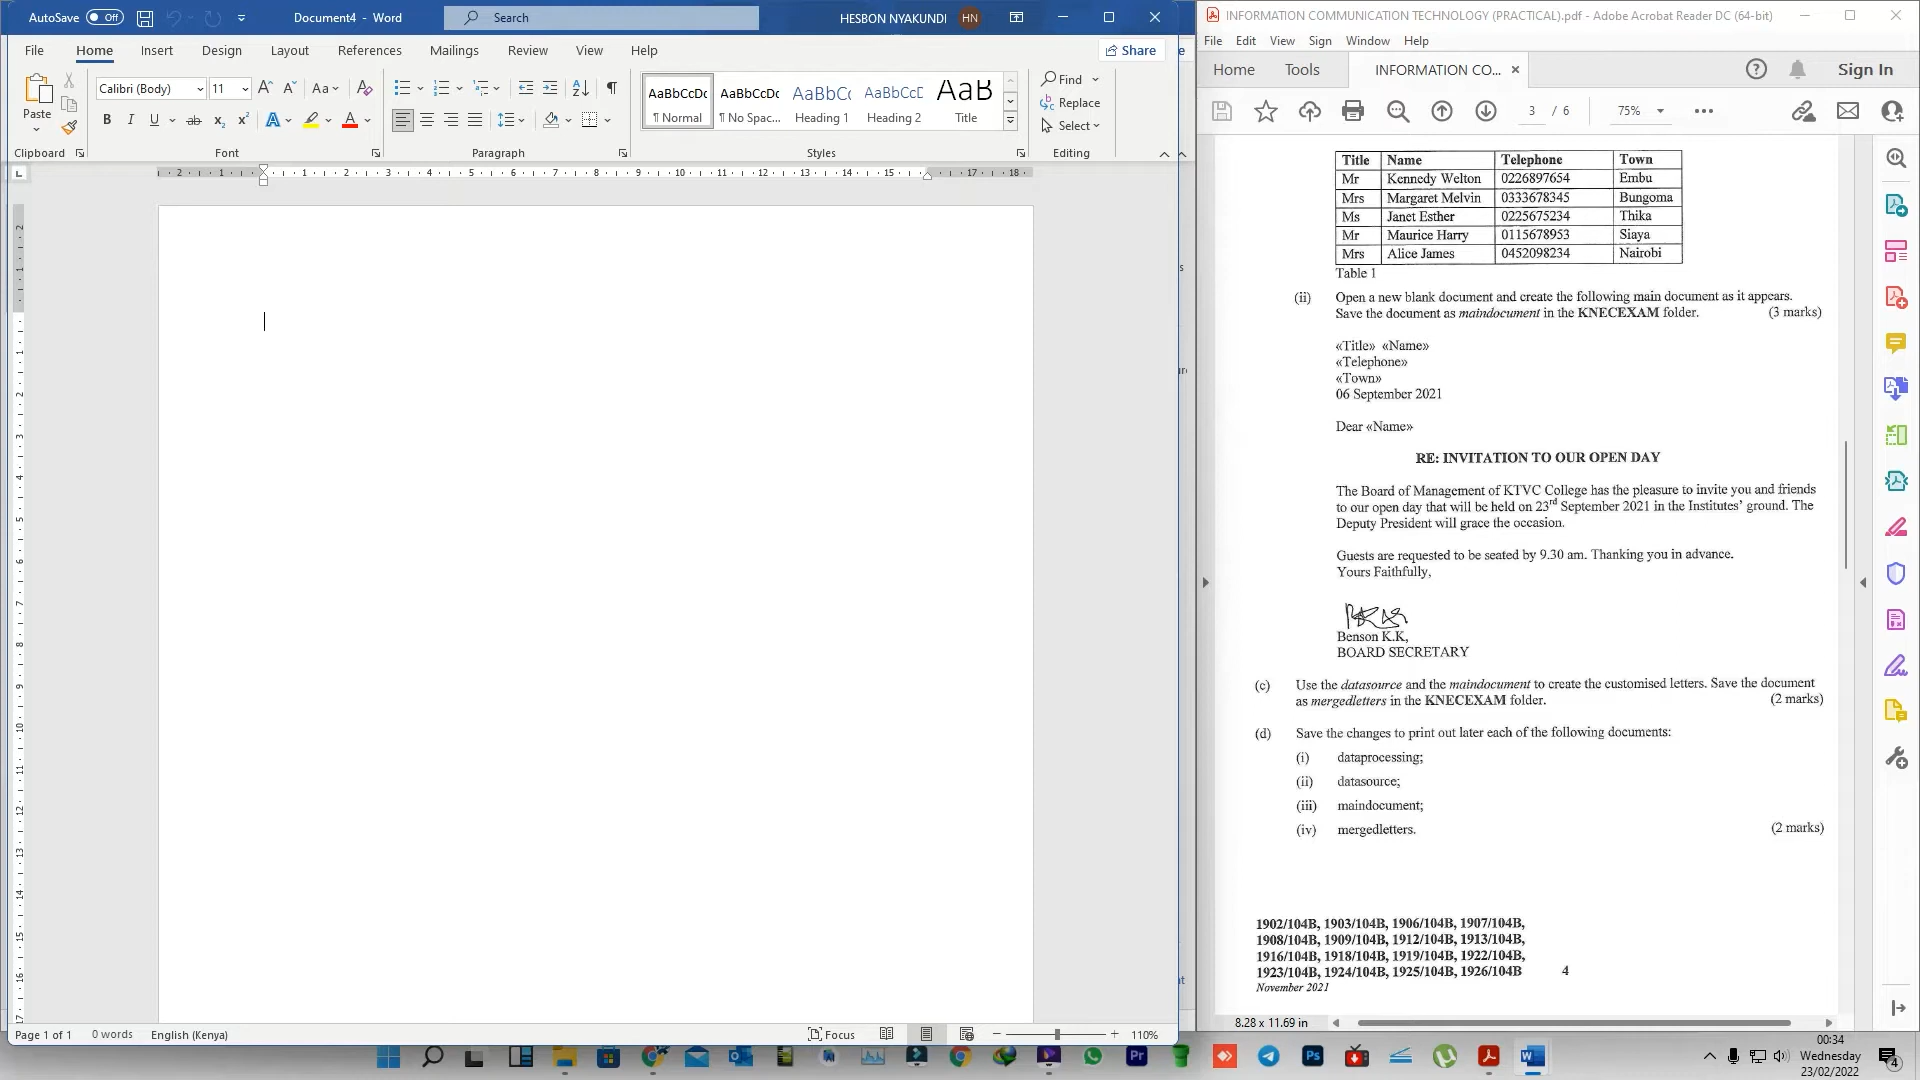 AutoSave Off
Document4 - Word
Search
HESBON NYAKUNDI HN
File Home Insert Design Layout References Mailings Review View Help Share
Paste
Calibri (Body) 11
AaBbCcDc AaBbCcDc AaBbCc AaBbCcD AaB
¶ Normal ¶ No Spac... Heading 1 Heading 2 Title
Find
Replace
Select
Clipboard Font Paragraph Styles Editing
Page 1 of 1 0 words English (Kenya) Focus 110%
INFORMATION COMMUNICATION TECHNOLOGY (PRACTICAL).pdf - Adobe Acrobat Reader DC (64-bit)
File Edit View Sign Window Help
Home Tools INFORMATION CO... × Sign In
3 / 6 75%
Title Name Telephone Town
Mr Kennedy Welton 0226897654 Embu
Mrs Margaret Melvin 0333678345 Bungoma
Ms Janet Esther 0225675234 Thika
Mr Maurice Harry 0115678953 Siaya
Mrs Alice James 0452098234 Nairobi
Table 1
(ii) Open a new blank document and create the following main document as it appears.
Save the document as maindocument in the KNECEXAM folder. (3 marks)
«Title» «Name»
«Telephone»
«Town»
06 September 2021
Dear «Name»
RE: INVITATION TO OUR OPEN DAY
The Board of Management of KTVC College has the pleasure to invite you and friends
to our open day that will be held on 23rd September 2021 in the Institutes' ground. The
Deputy President will grace the occasion.
Guests are requested to be seated by 9.30 am. Thanking you in advance.
Yours Faithfully,
Benson K.K,
BOARD SECRETARY
(c) Use the datasource and the maindocument to create the customised letters. Save the document
as mergedletters in the KNECEXAM folder. (2 marks)
(d) Save the changes to print out later each of the following documents:
(i) dataprocessing;
(ii) datasource;
(iii) maindocument;
(iv) mergedletters. (2 marks)
1902/104B, 1903/104B, 1906/104B, 1907/104B,
1908/104B, 1909/104B, 1912/104B, 1913/104B,
1916/104B, 1918/104B, 1919/104B, 1922/104B,
1923/104B, 1924/104B, 1925/104B, 1926/104B 4
November 2021
8.28 x 11.69 in
00:34
Wednesday
23/02/2022
4